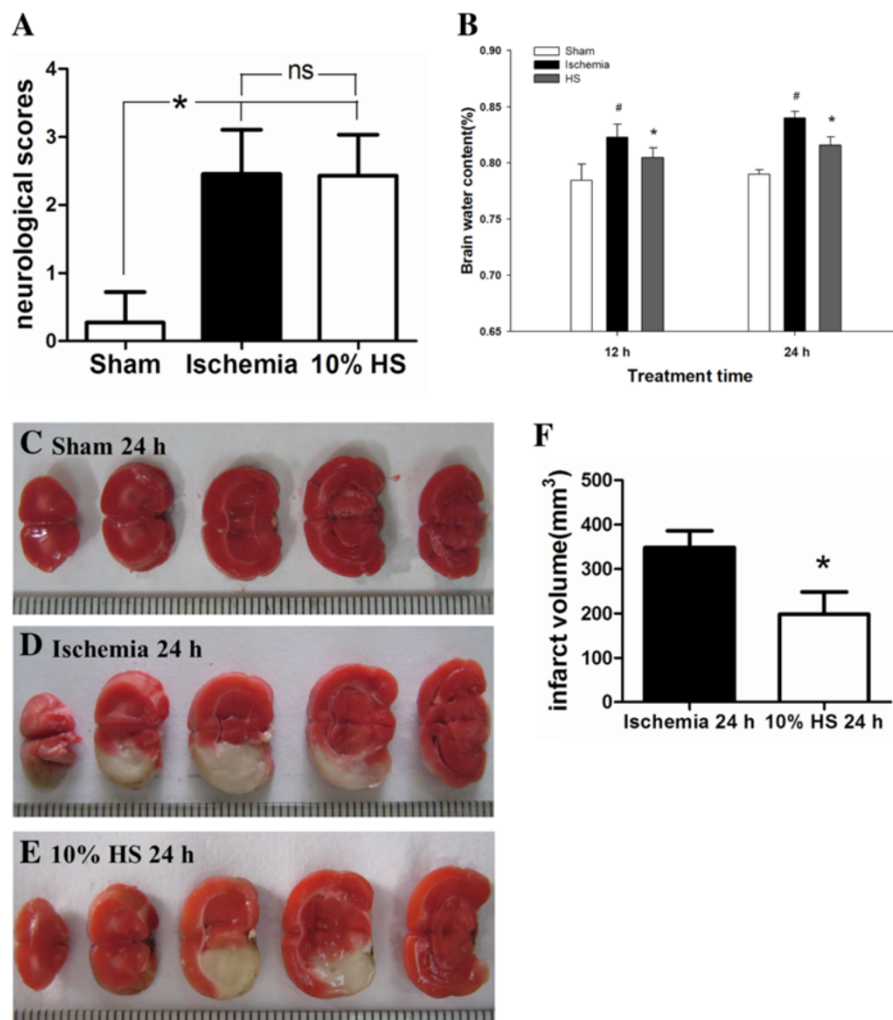 A
neurological scores
4
3
2
1
0
*
ns
Sham Ischemia 10% HS
B
Brain water content(%)
0.90
0.85
0.80
0.75
0.70
0.65
Sham
Ischemia
HS
# * # *
12 h 24 h
Treatment time
C Sham 24 h
D Ischemia 24 h
E 10% HS 24 h
F
infarct volume(mm³)
500
400
300
200
100
0
*
Ischemia 24 h 10% HS 24 h